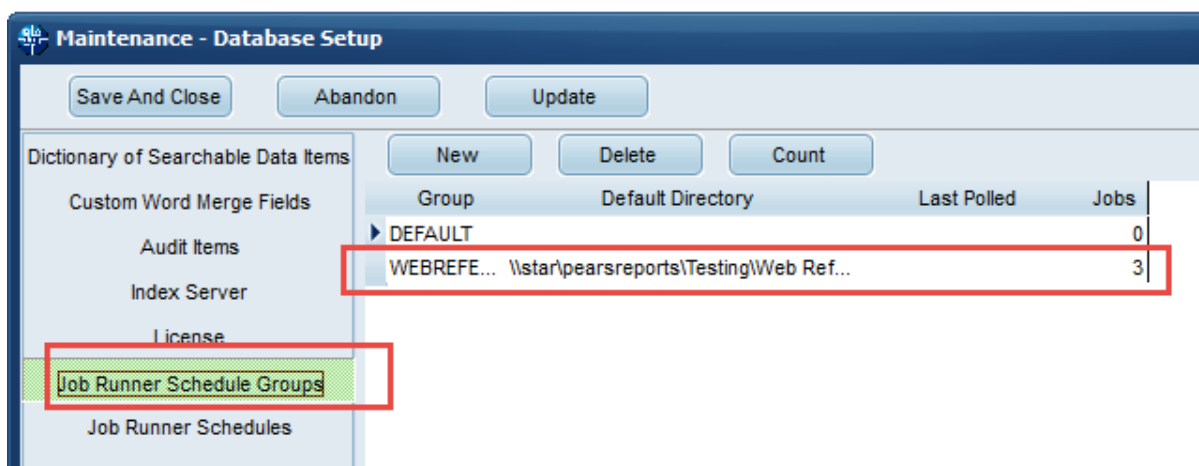 Maintenance - Database Setup
Save And Close Abandon Update
Dictionary of Searchable Data Items
Custom Word Merge Fields
Audit Items
Index Server
License
Job Runner Schedule Groups
Job Runner Schedules
New Delete Count
Group Default Directory Last Polled Jobs
DEFAULT 0
WEBREFE... \\star\pearsreports\Testing\Web Ref... 3